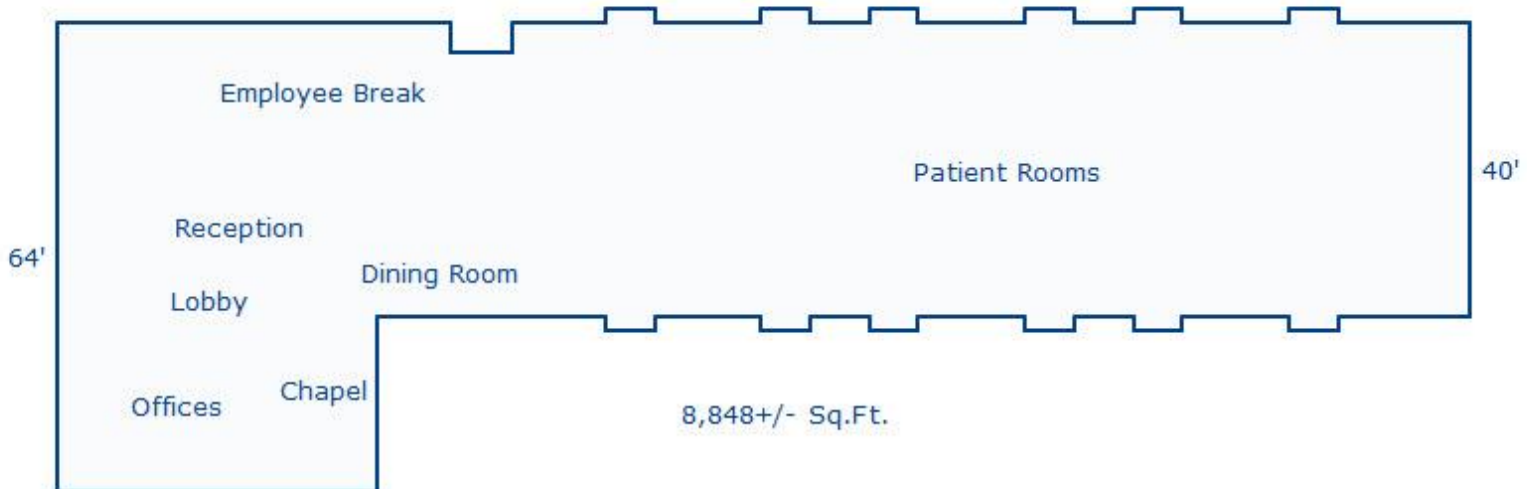 Employee Break
Patient Rooms
40'
Reception
64'
Dining Room
Lobby
Chapel
Offices
8,848+/- Sq.Ft.